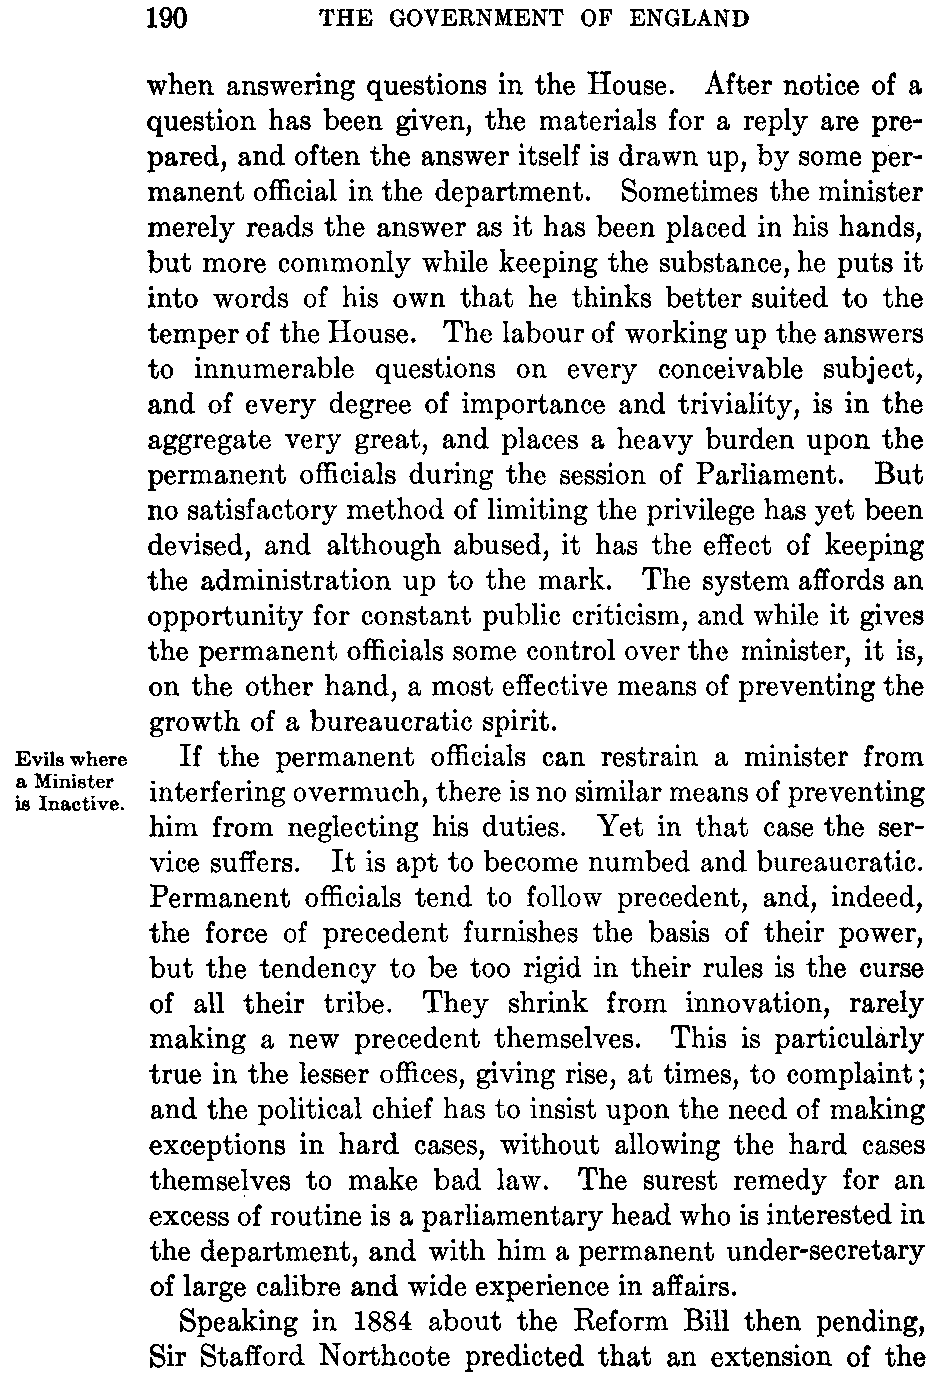 190 THE GOVERNMENT OF ENGLAND
when answering questions in the House. After notice of a
question has been given, the materials for a reply are pre-
pared, and often the answer itself is drawn up, by some per-
manent official in the department. Sometimes the minister
merely reads the answer as it has been placed in his hands,
but more commonly while keeping the substance, he puts it
into words of his own that he thinks better suited to the
temper of the House. The labour of working up the answers
to innumerable questions on every conceivable subject,
and of every degree of importance and triviality, is in the
aggregate very great, and places a heavy burden upon the
permanent officials during the session of Parliament. But
no satisfactory method of limiting the privilege has yet been
devised, and although abused, it has the effect of keeping
the administration up to the mark. The system affords an
opportunity for constant public criticism, and while it gives
the permanent officials some control over the minister, it is,
on the other hand, a most effective means of preventing the
growth of a bureaucratic spirit.
Evils where
a Minister
is Inactive.
If the permanent officials can restrain a minister from
interfering overmuch, there is no similar means of preventing
him from neglecting his duties. Yet in that case the ser-
vice suffers. It is apt to become numbed and bureaucratic.
Permanent officials tend to follow precedent, and, indeed,
the force of precedent furnishes the basis of their power,
but the tendency to be too rigid in their rules is the curse
of all their tribe. They shrink from innovation, rarely
making a new precedent themselves. This is particularly
true in the lesser offices, giving rise, at times, to complaint;
and the political chief has to insist upon the need of making
exceptions in hard cases, without allowing the hard cases
themselves to make bad law. The surest remedy for an
excess of routine is a parliamentary head who is interested in
the department, and with him a permanent under-secretary
of large calibre and wide experience in affairs.
Speaking in 1884 about the Reform Bill then pending,
Sir Stafford Northcote predicted that an extension of the